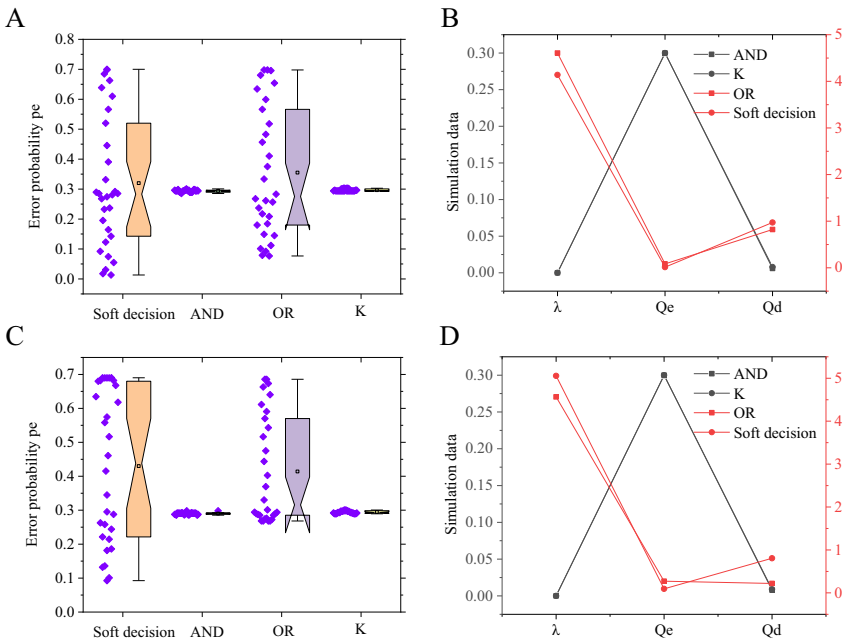 A
Error probability pe
0.8
0.7
0.6
0.5
0.4
0.3
0.2
0.1
0.0
Soft decision AND OR K
B
Simulation data
0.30
0.25
0.20
0.15
0.10
0.05
0.00
λ Qe Qd
AND
K
OR
Soft decision
5
4
3
2
1
0
C
Error probability pe
0.7
0.6
0.5
0.4
0.3
0.2
0.1
0.0
Soft decision AND OR K
D
Simulation data
0.30
0.25
0.20
0.15
0.10
0.05
0.00
λ Qe Qd
AND
K
OR
Soft decision
5
4
3
2
1
0